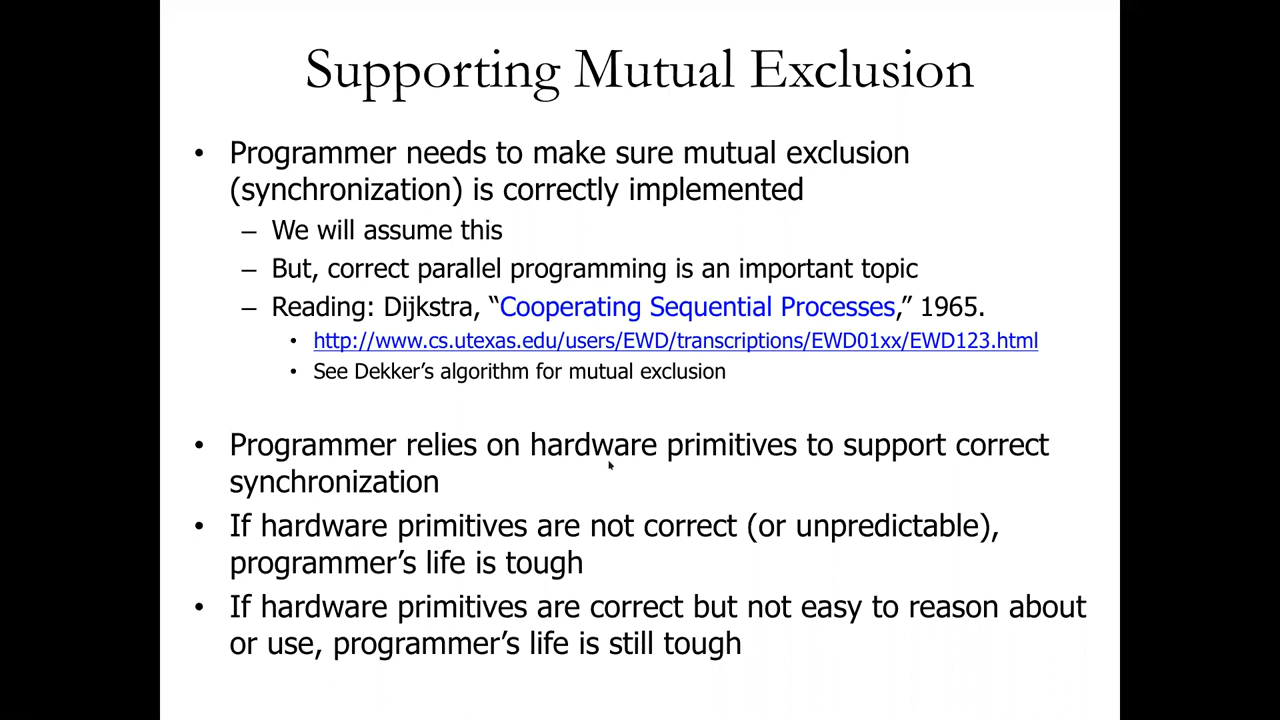 Supporting Mutual Exclusion
• Programmer needs to make sure mutual exclusion
(synchronization) is correctly implemented
– We will assume this
– But, correct parallel programming is an important topic
– Reading: Dijkstra, “Cooperating Sequential Processes,” 1965.
• http://www.cs.utexas.edu/users/EWD/transcriptions/EWD01xx/EWD123.html
• See Dekker’s algorithm for mutual exclusion
• Programmer relies on hardware primitives to support correct
synchronization
• If hardware primitives are not correct (or unpredictable),
programmer’s life is tough
• If hardware primitives are correct but not easy to reason about
or use, programmer’s life is still tough